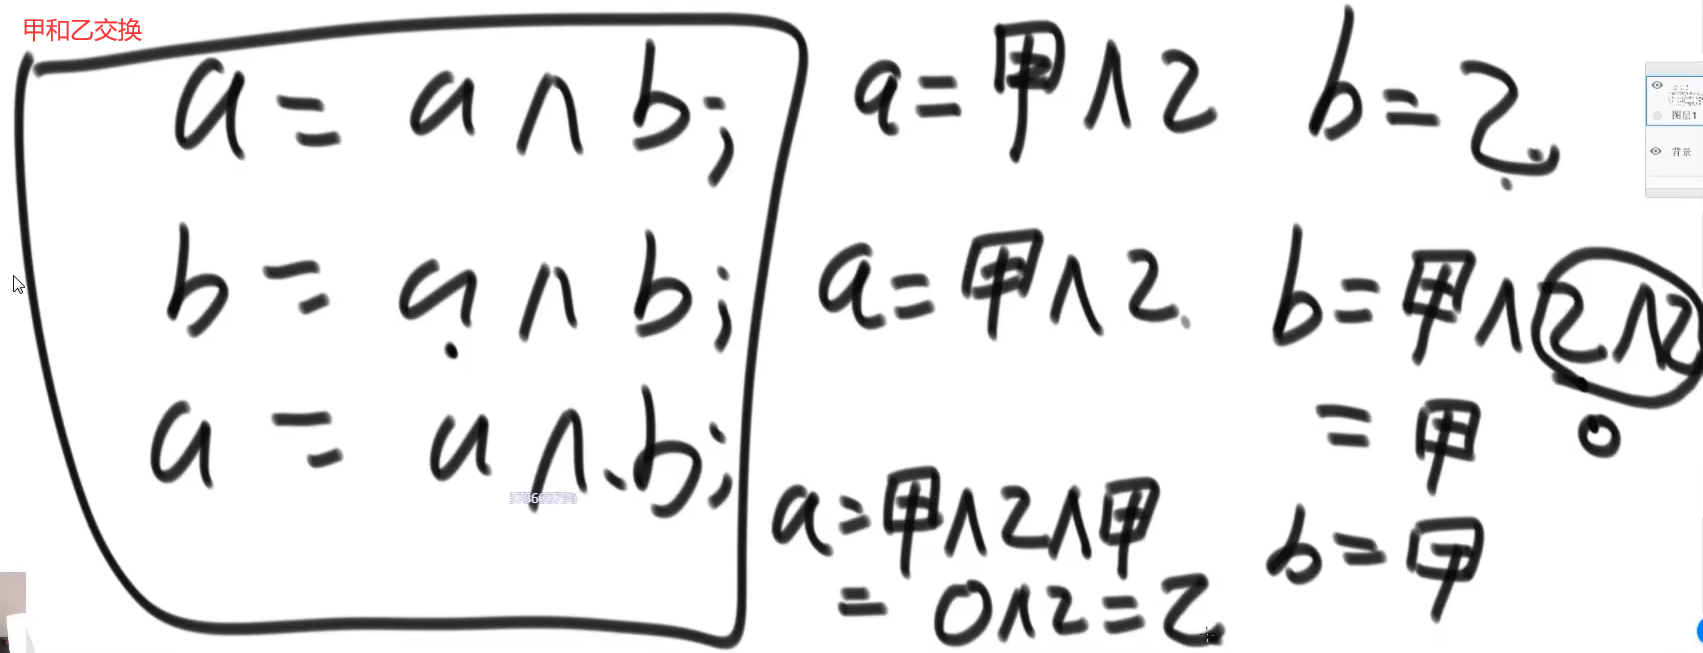 甲和乙交换
a = a ∧ b;
a = 甲 ∧ 乙
b = 乙
b = a ∧ b;
a = 甲 ∧ 乙
b = 甲 ∧ 乙 ∧ 乙
0
= 甲
a = a ∧ b;
a = 甲 ∧ 乙 ∧ 甲
= 0 ∧ 乙 = 乙
b = 甲
图层1
背景